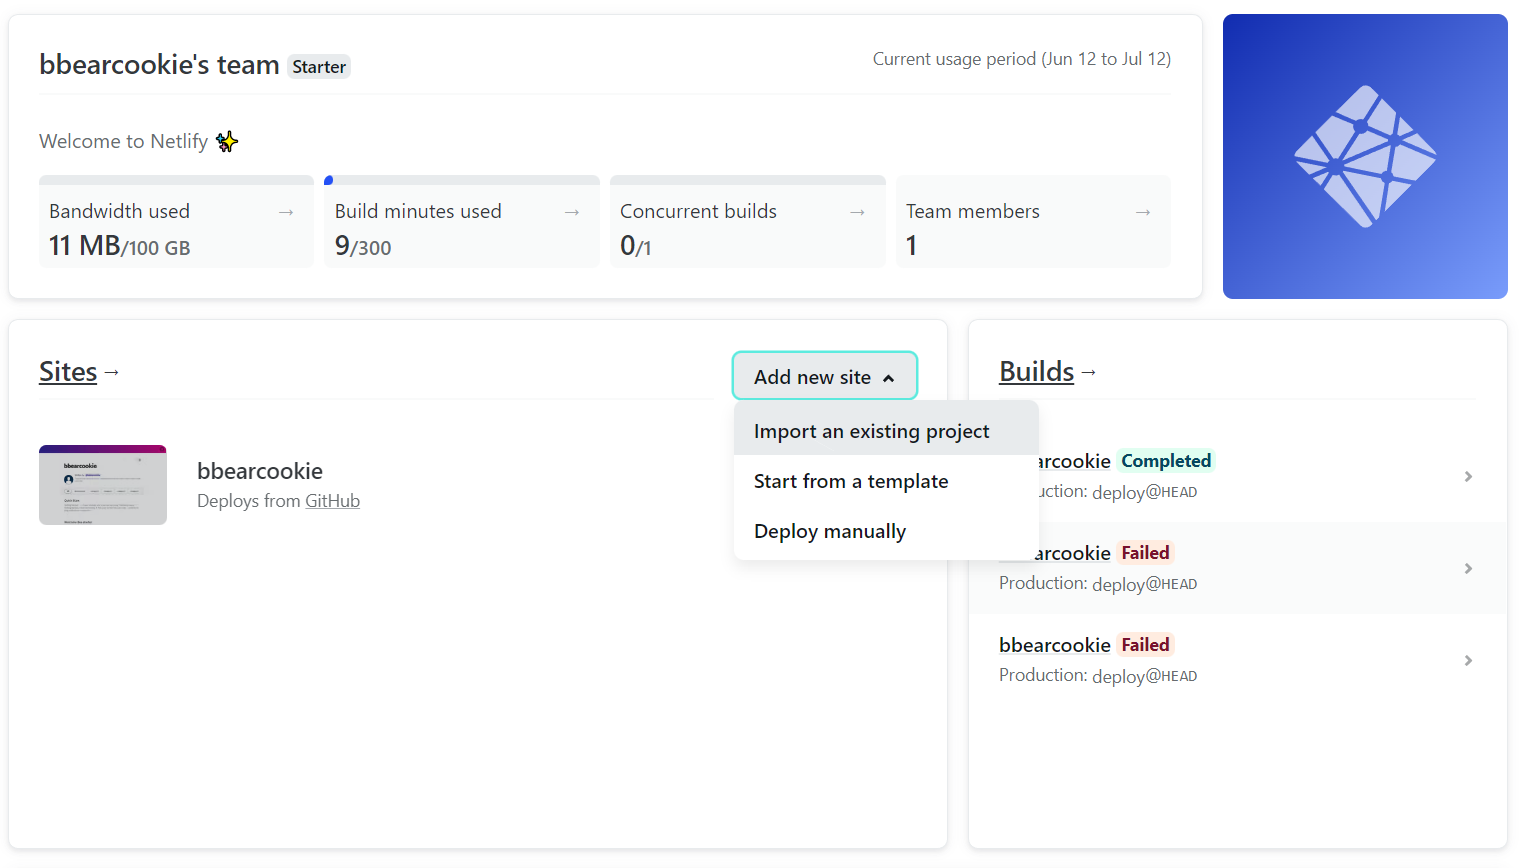 bbearcookie's team Starter
Current usage period (Jun 12 to Jul 12)
Welcome to Netlify
Bandwidth used →
11 MB/100 GB
Build minutes used →
9/300
Concurrent builds →
0/1
Team members →
1
Sites →
Add new site
Import an existing project
Start from a template
Deploy manually
bbearcookie
Deploys from GitHub
Builds →
arcookie Completed
uction: deploy@HEAD
arcookie Failed
Production: deploy@HEAD
bbearcookie Failed
Production: deploy@HEAD